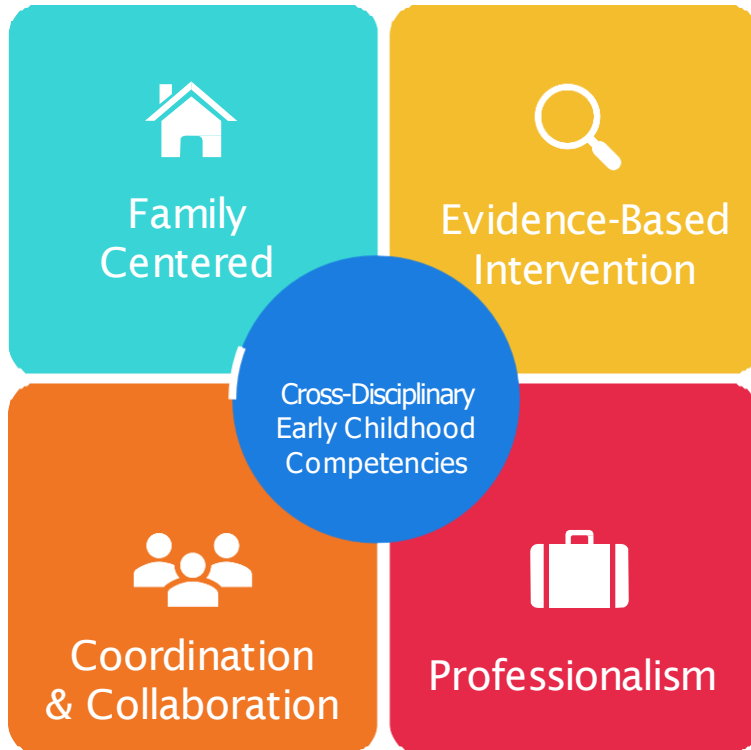 Family
Centered
Evidence-Based
Intervention
Cross-Disciplinary
Early Childhood
Competencies
Coordination
& Collaboration
Professionalism